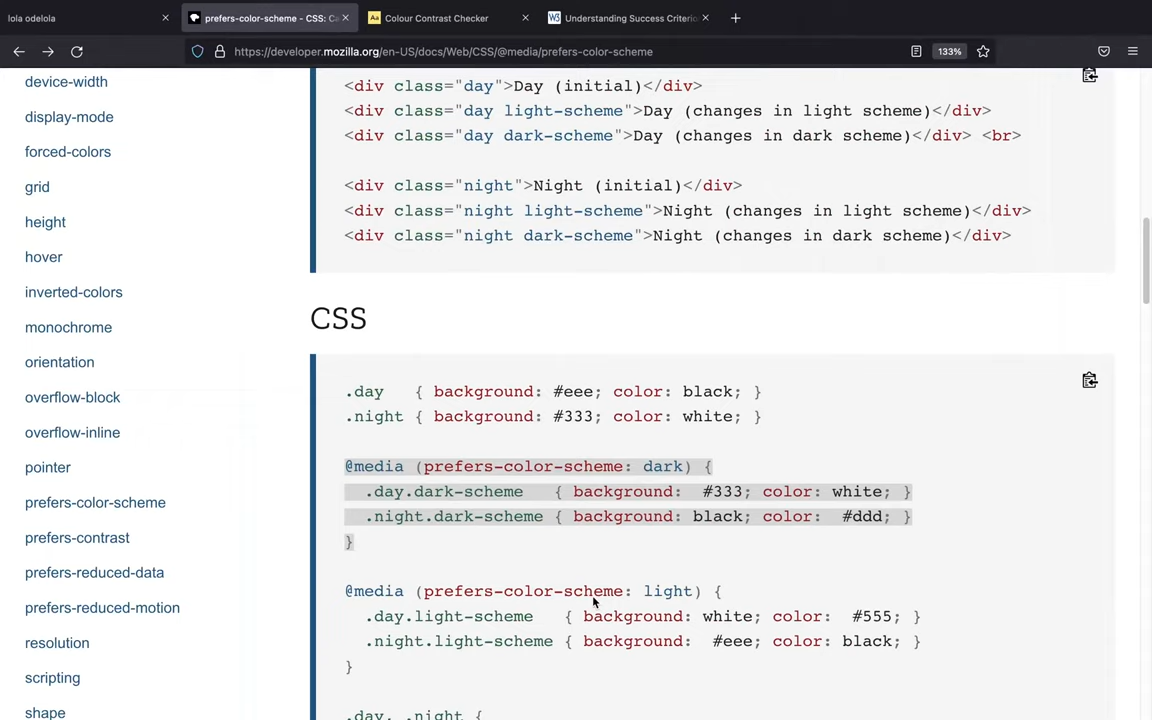 lola odelola
prefers-color-scheme - CSS: Ca
Aa Colour Contrast Checker
W3 Understanding Success Criterio
https://developer.mozilla.org/en-US/docs/Web/CSS/@media/prefers-color-scheme
133%
device-width
display-mode
forced-colors
grid
height
hover
inverted-colors
monochrome
orientation
overflow-block
overflow-inline
pointer
prefers-color-scheme
prefers-contrast
prefers-reduced-data
prefers-reduced-motion
resolution
scripting
shape
<div class="day">Day (initial)</div>
<div class="day light-scheme">Day (changes in light scheme)</div>
<div class="day dark-scheme">Day (changes in dark scheme)</div> <br>
<div class="night">Night (initial)</div>
<div class="night light-scheme">Night (changes in light scheme)</div>
<div class="night dark-scheme">Night (changes in dark scheme)</div>
CSS
.day   { background: #eee; color: black; }
.night { background: #333; color: white; }
@media (prefers-color-scheme: dark) {
  .day.dark-scheme   { background:  #333; color: white; }
  .night.dark-scheme { background: black; color:  #ddd; }
}
@media (prefers-color-scheme: light) {
  .day.light-scheme   { background: white; color:  #555; }
  .night.light-scheme { background:  #eee; color: black; }
}
.day, .night {